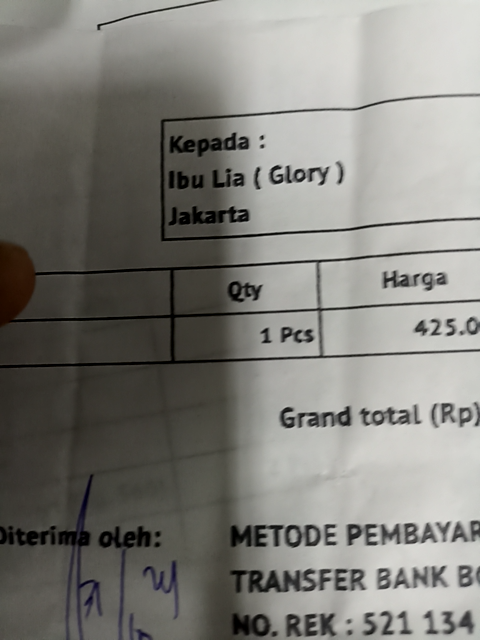 Kepada :
Ibu Lia ( Glory )
Jakarta
Qty Harga
1 Pcs 425.0
Grand total (Rp)
Diterima oleh: METODE PEMBAYAR
TRANSFER BANK BC
NO. REK : 521 134